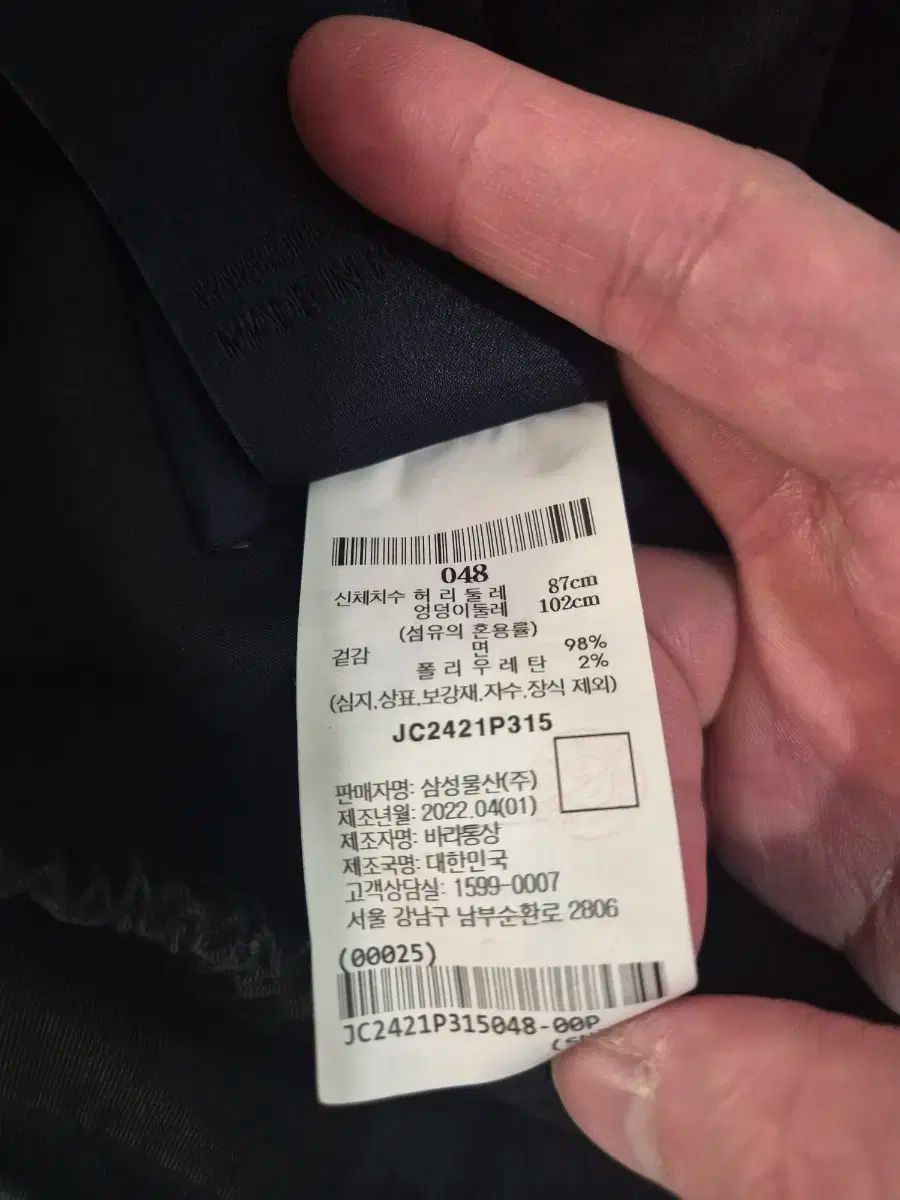 MADE IN K
048
신체치수 허 리 둘 레 87cm
엉덩이둘레 102cm
(섬유의 혼용률)
겉감 면 98%
폴 리 우 레 탄 2%
(심지,상표,보강재,자수,장식 제외)
JC2421P315
판매자명: 삼성물산(주)
제조년월: 2022.04(01)
제조자명: 바라통상
제조국명: 대한민국
고객상담실: 1599-0007
서울 강남구 남부순환로 2806
(00025)
JC2421P315048-00P